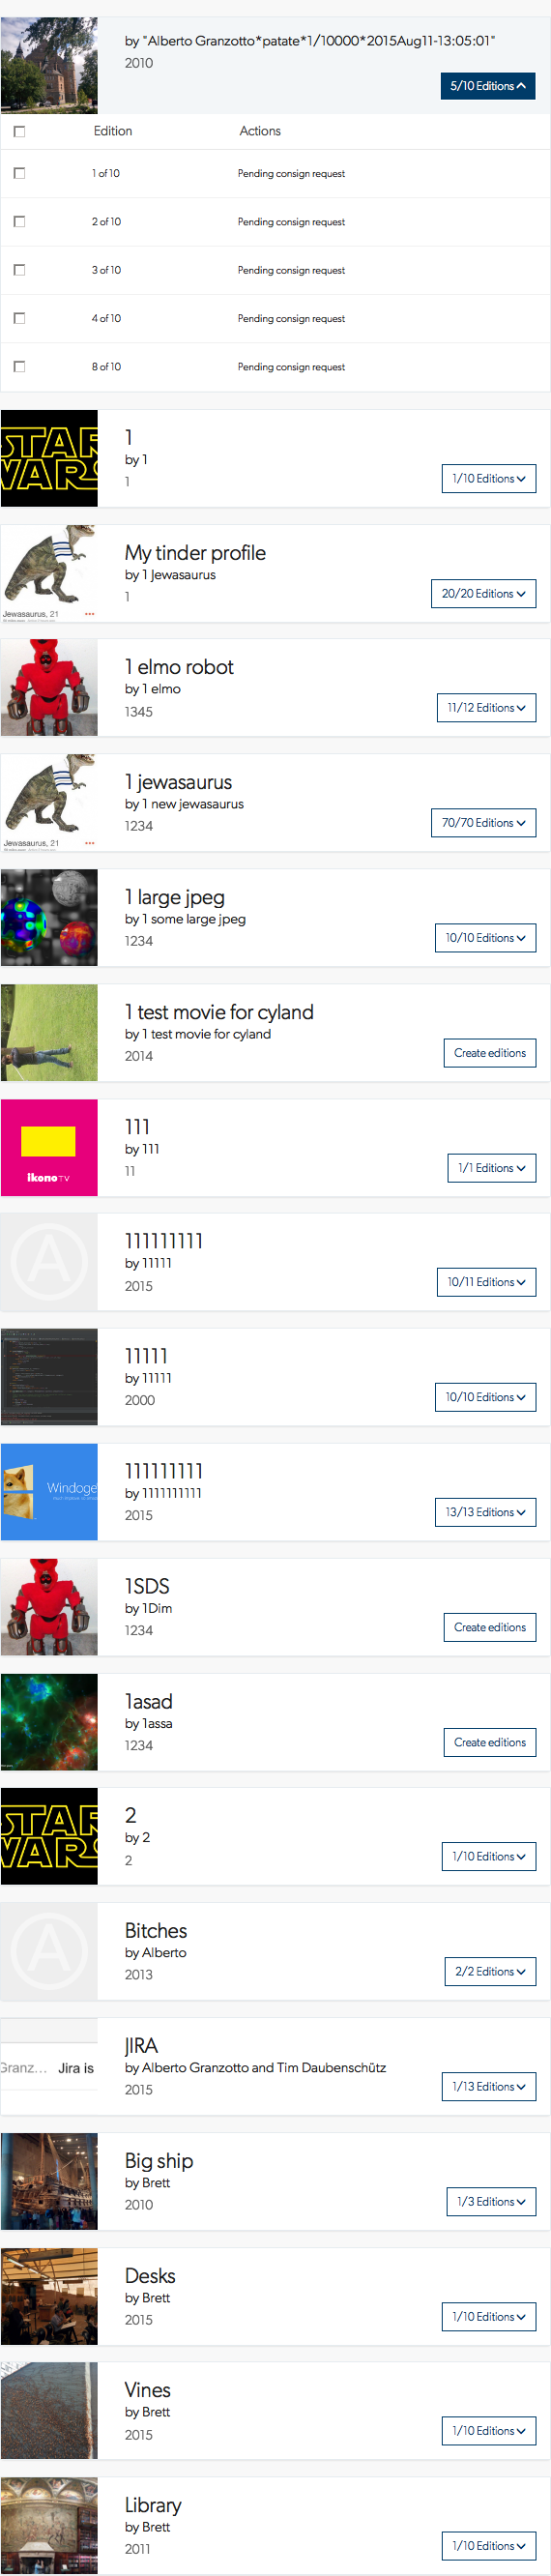 by "Alberto Granzotto*patate*1/10000*2015Aug11-13:05:01"
2010
5/10 Editions
Edition Actions
1 of 10 Pending consign request
2 of 10 Pending consign request
3 of 10 Pending consign request
4 of 10 Pending consign request
8 of 10 Pending consign request
STAR
WARS
1
by 1
1
1/10 Editions
Jewasaurus, 21
My tinder profile
by 1 Jewasaurus
1
20/20 Editions
1 elmo robot
by 1 elmo
1345
11/12 Editions
Jewasaurus, 21
1 jewasaurus
by 1 new jewasaurus
1234
70/70 Editions
1 large jpeg
by 1 some large jpeg
1234
10/10 Editions
1 test movie for cyland
by 1 test movie for cyland
2014
Create editions
ikono TV
111
by 111
11
1/1 Editions
A
111111111
by 11111
2015
10/11 Editions
11111
by 11111
2000
10/10 Editions
Windoge
111111111
by 1111111111
2015
13/13 Editions
1SDS
by 1Dim
1234
Create editions
1asad
by 1assa
1234
Create editions
STAR
WARS
2
by 2
2
1/10 Editions
A
Bitches
by Alberto
2013
2/2 Editions
Granz... Jira is
JIRA
by Alberto Granzotto and Tim Daubenschütz
2015
1/13 Editions
Big ship
by Brett
2010
1/3 Editions
Desks
by Brett
2015
1/10 Editions
Vines
by Brett
2015
1/10 Editions
Library
by Brett
2011
1/10 Editions